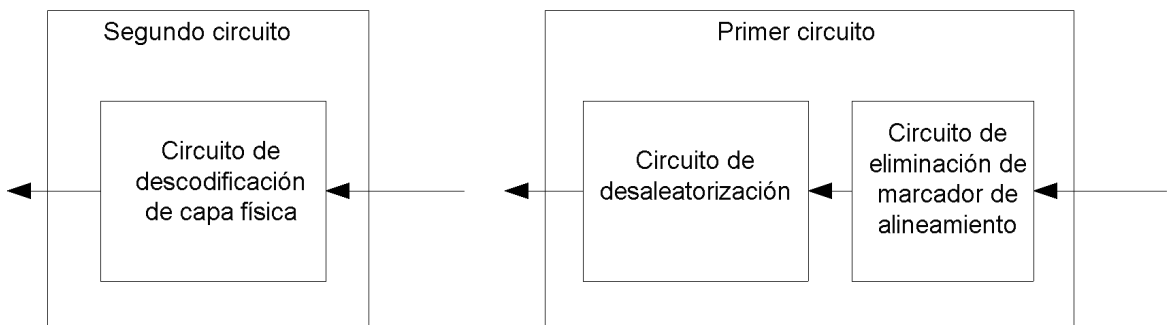 Segundo circuito
Circuito de
descodificación
de capa física
Primer circuito
Circuito de
desaleatorización
Circuito de
eliminación de
marcador de
alineamiento